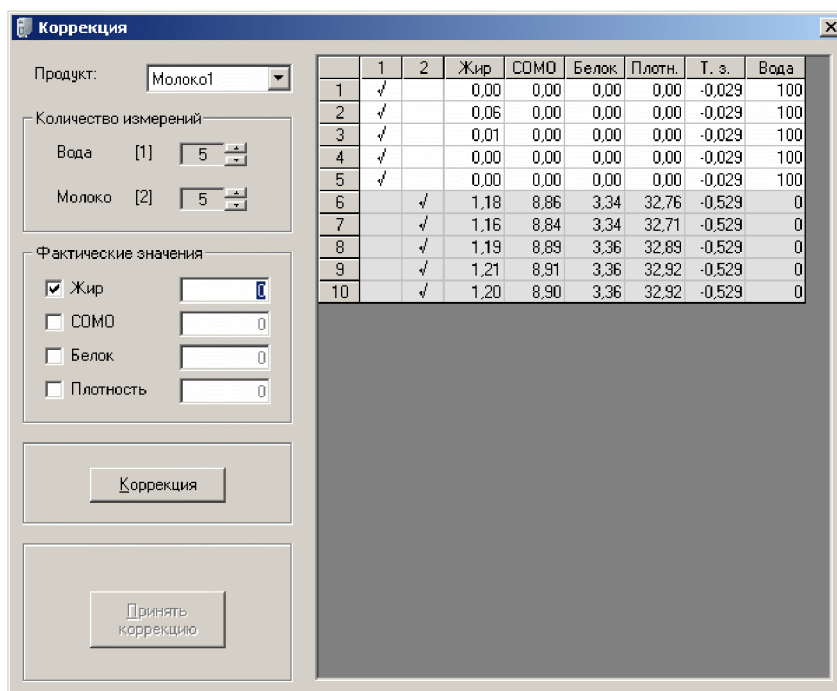 Коррекция
Продукт: Молоко1
Количество измерений
Вода [1] 5
Молоко [2] 5
Фактические значения
Жир 0
СОМО 0
Белок 0
Плотность 0
Коррекция
Принять
коррекцию
1 2 Жир СОМО Белок Плотн. Т. з. Вода
1 √ 0,00 0,00 0,00 0,00 -0,029 100
2 √ 0,06 0,00 0,00 0,00 -0,029 100
3 √ 0,01 0,00 0,00 0,00 -0,029 100
4 √ 0,00 0,00 0,00 0,00 -0,029 100
5 √ 0,00 0,00 0,00 0,00 -0,029 100
6 √ 1,18 8,86 3,34 32,76 -0,529 0
7 √ 1,16 8,84 3,34 32,71 -0,529 0
8 √ 1,19 8,89 3,36 32,89 -0,529 0
9 √ 1,21 8,91 3,36 32,92 -0,529 0
10 √ 1,20 8,90 3,36 32,92 -0,529 0